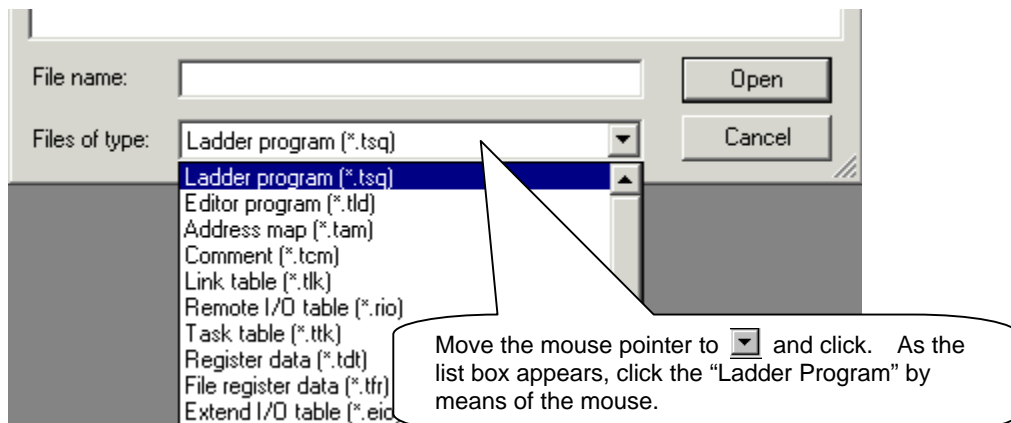 File name:
Open
Files of type:
Ladder program (*.tsq)
Cancel
Ladder program (*.tsq)
Editor program (*.tld)
Address map (*.tam)
Comment (*.tcm)
Link table (*.tlk)
Remote I/O table (*.rio)
Task table (*.ttk)
Register data (*.tdt)
File register data (*.tfr)
Extend I/O table (*.eio
Move the mouse pointer to and click. As the
list box appears, click the “Ladder Program” by
means of the mouse.